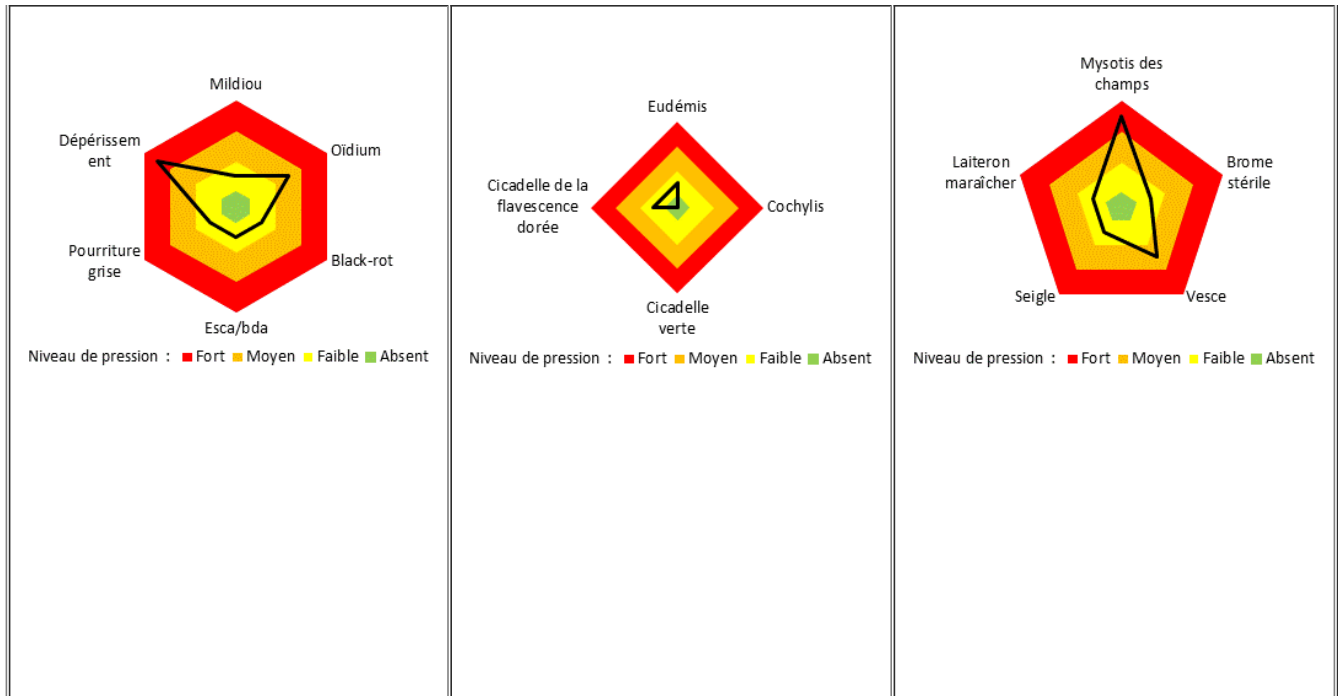 Mildiou
Dépérissem
ent
Oïdium
Pourriture
grise
Black-rot
Esca/bda
Niveau de pression : Fort Moyen Faible Absent
Eudémis
Cicadelle de la
flavescence
dorée
Cochylis
Cicadelle
verte
Niveau de pression : Fort Moyen Faible Absent
Mysotis des
champs
Laiteron
maraîcher
Brome
stérile
Seigle
Vesce
Niveau de pression : Fort Moyen Faible Absent